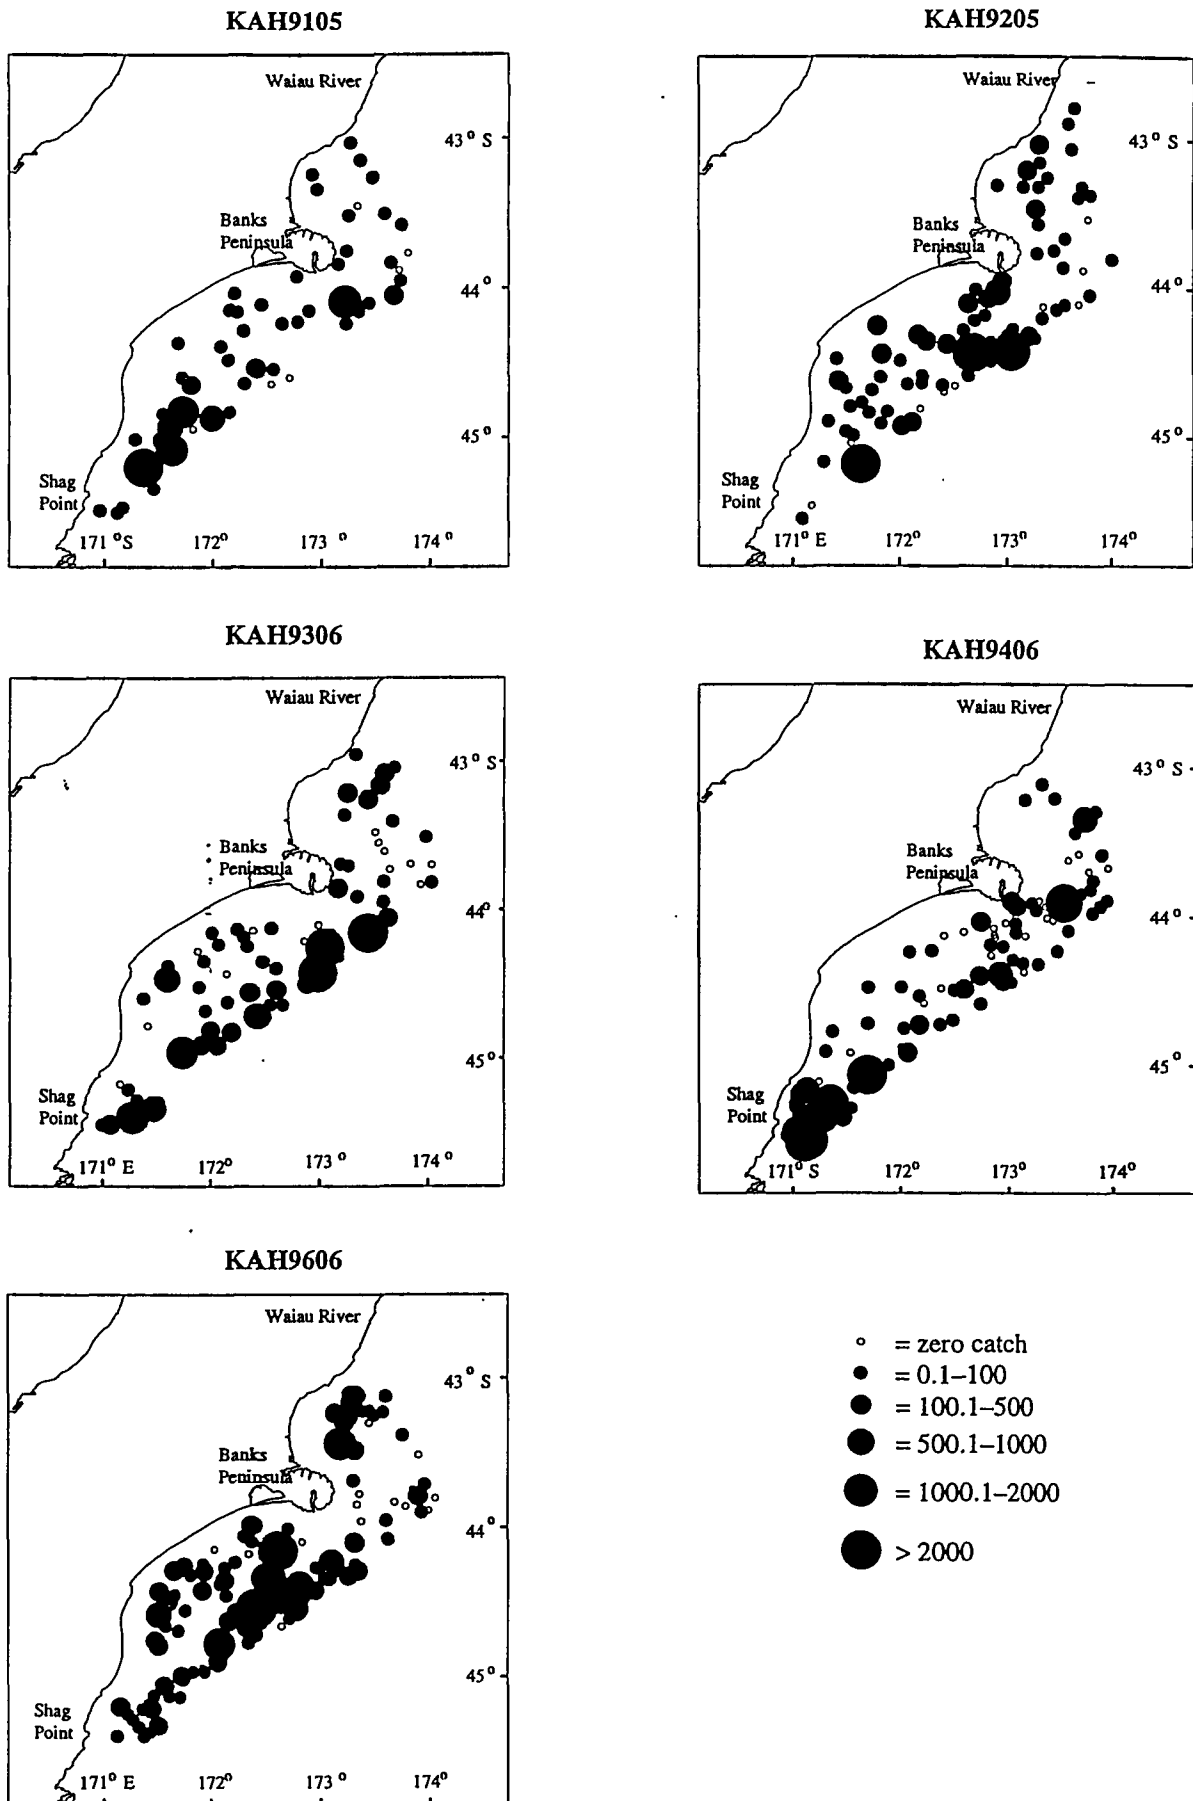 KAH9105
Waiau River
43° S
Banks
Peninsula
44°
45°
Shag
Point
171° S 172° 173° 174°
KAH9205
Waiau River
43° S
Banks
Peninsula
44°
45°
Shag
Point
171° E 172° 173° 174°
KAH9306
Waiau River
43° S
Banks
Peninsula
44°
45°
Shag
Point
171° E 172° 173° 174°
KAH9406
Waiau River
43° S
Banks
Peninsula
44°
45°
Shag
Point
171° S 172° 173° 174°
KAH9606
Waiau River
43° S
Banks
Peninsula
44°
45°
Shag
Point
171° E 172° 173° 174°
= zero catch
= 0.1–100
= 100.1–500
= 500.1–1000
= 1000.1–2000
> 2000